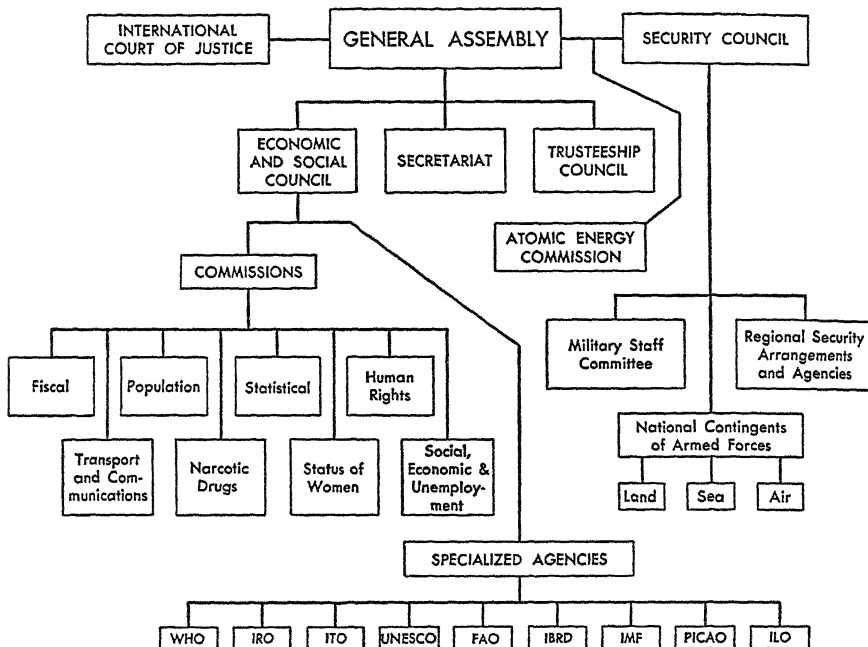 INTERNATIONAL
COURT OF JUSTICE
GENERAL ASSEMBLY
SECURITY COUNCIL
ECONOMIC
AND SOCIAL
COUNCIL
SECRETARIAT
TRUSTEESHIP
COUNCIL
ATOMIC ENERGY
COMMISSION
COMMISSIONS
Military Staff
Committee
Regional Security
Arrangements
and Agencies
Fiscal
Population
Statistical
Human
Rights
Transport
and Com-
munications
Narcotic
Drugs
Status of
Women
Social,
Economic &
Unemploy-
ment
National Contingents
of Armed Forces
Land
Sea
Air
SPECIALIZED AGENCIES
WHO
IRO
ITO
UNESCO
FAO
IBRD
IMF
PICAO
ILO